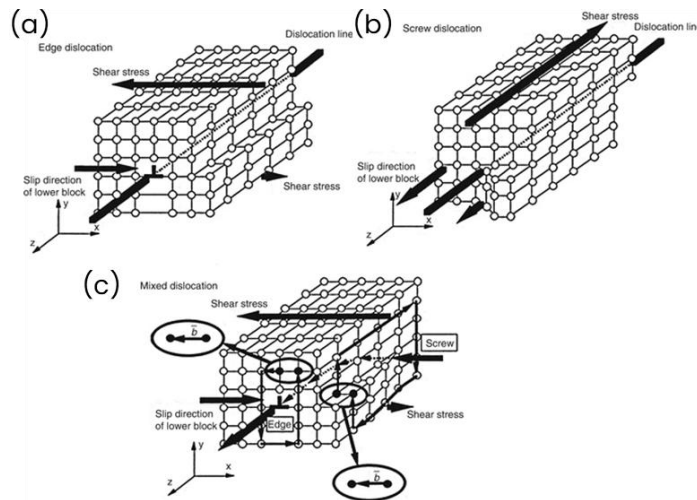 (a)
Edge dislocation
Dislocation line
Shear stress
Slip direction
of lower block
Shear stress
y
x
z
(b)
Screw dislocation
Shear stress
Dislocation lin
Slip direction
of lower block
y
x
z
(c)
Mixed dislocation
Shear stress
b̄
Screw
Slip direction
of lower block
Edge
Shear stress
y
x
z
b̄